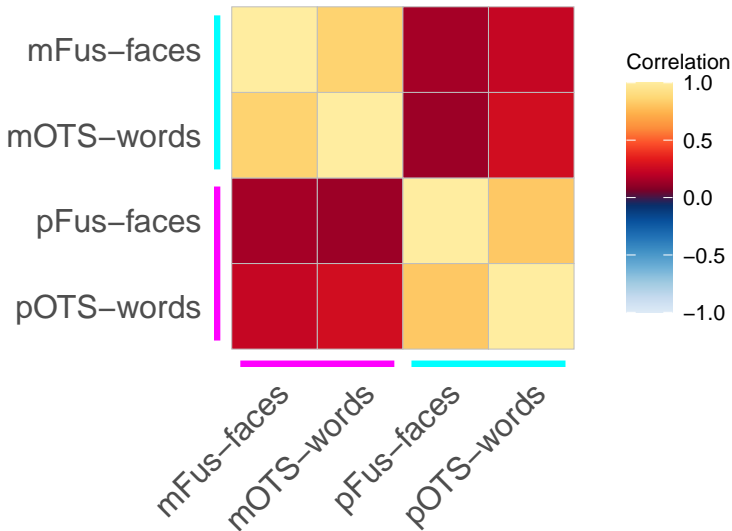 mFus−faces
mOTS−words
pFus−faces
pOTS−words
mFus−faces
mOTS−words
pFus−faces
pOTS−words
Correlation
1.0
0.5
0.0
−0.5
−1.0